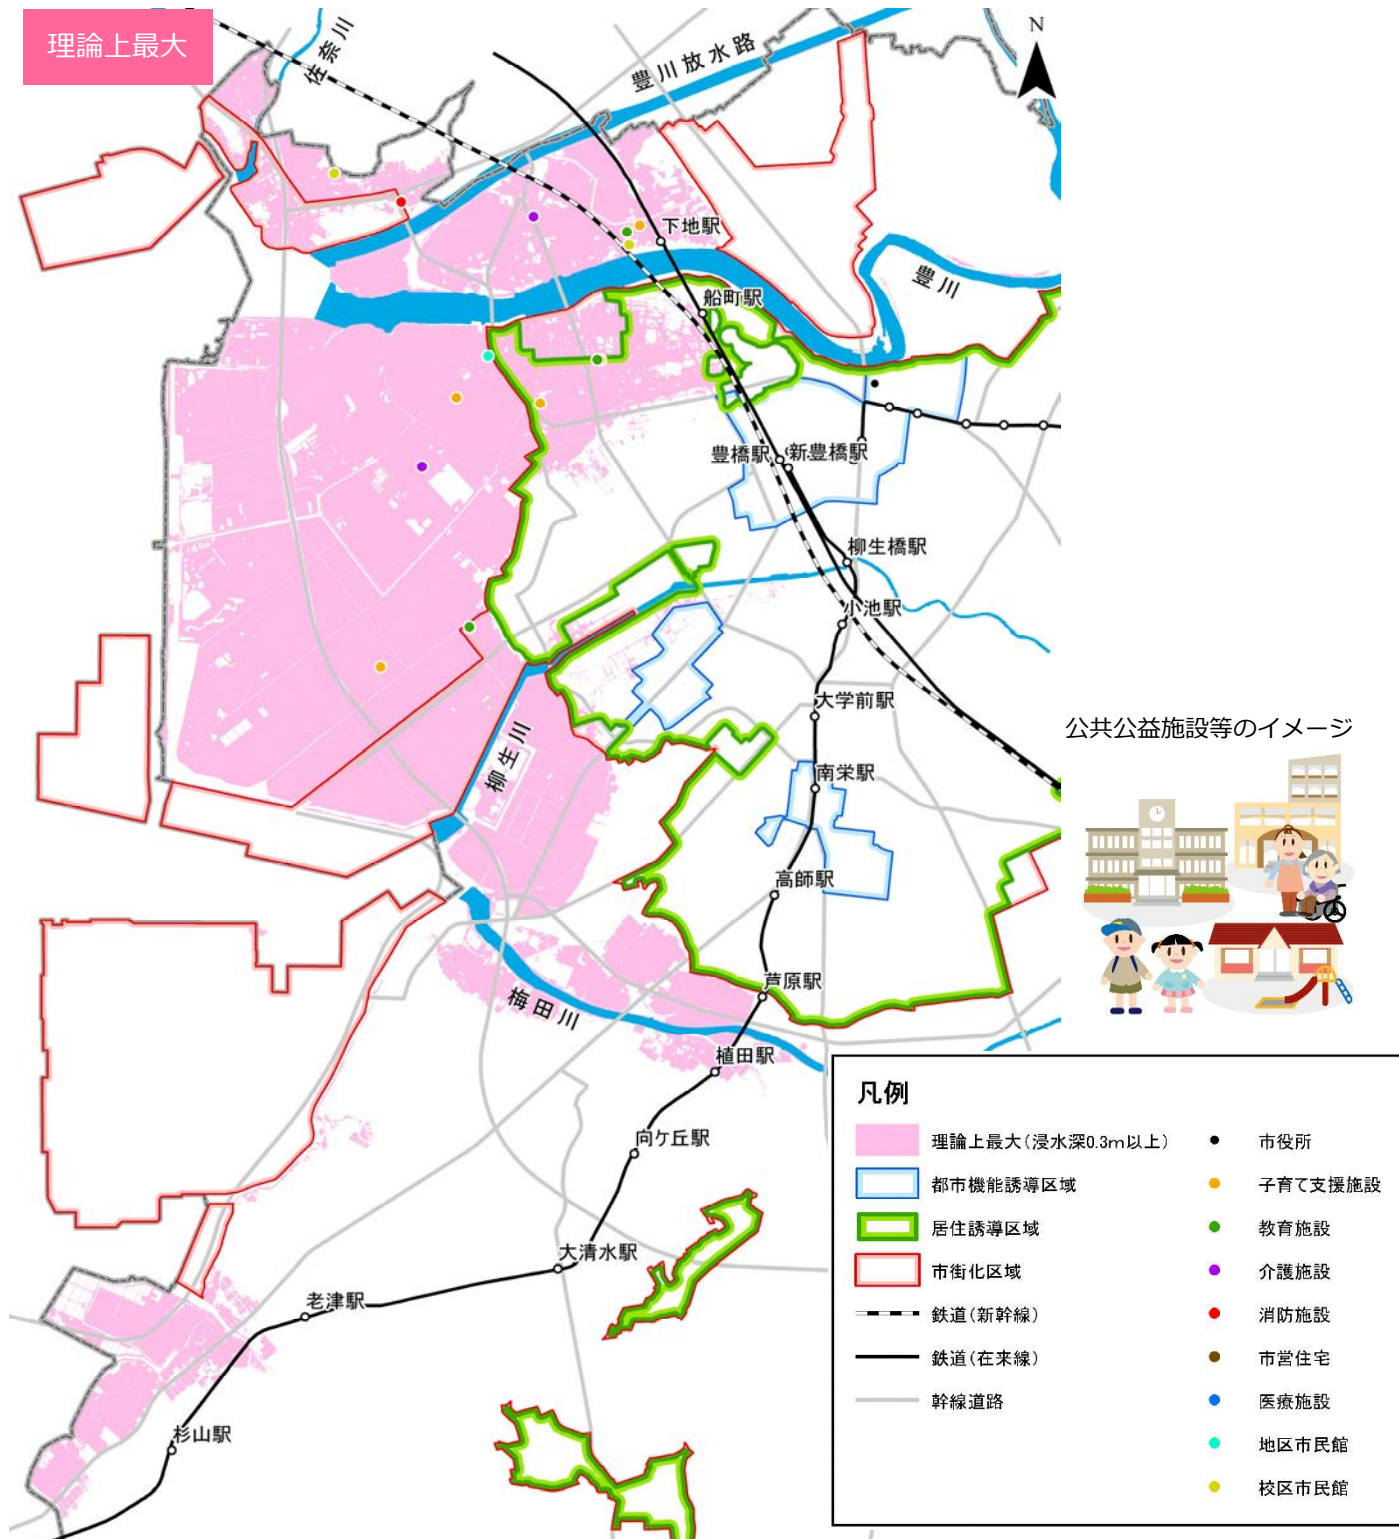 理論上最大
佐奈川
豊川放水路
N
下地駅
豊川
船町駅
豊橋駅
新豊橋駅
柳生橋駅
小池駅
大学前駅
柳生川
南栄駅
高師駅
芦原駅
梅田川
植田駅
向ケ丘駅
大清水駅
老津駅
杉山駅
公共公益施設等のイメージ
凡例
理論上最大(浸水深0.3m以上)
都市機能誘導区域
居住誘導区域
市街化区域
鉄道(新幹線)
鉄道(在来線)
幹線道路
市役所
子育て支援施設
教育施設
介護施設
消防施設
市営住宅
医療施設
地区市民館
校区市民館